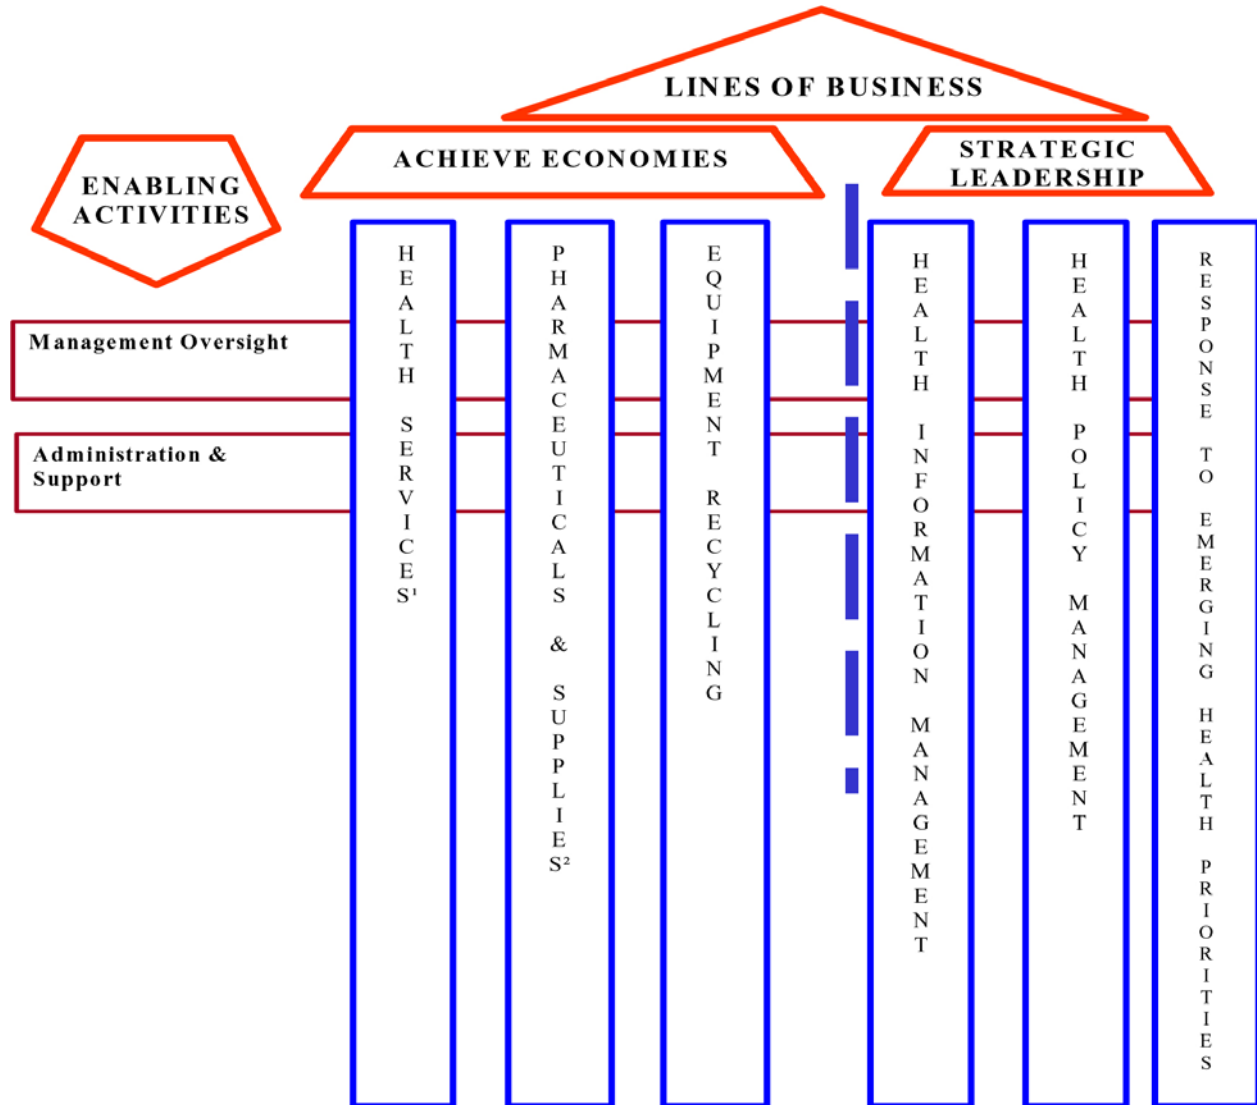 LINES OF BUSINESS
ACHIEVE ECONOMIES
STRATEGIC
LEADERSHIP
ENABLING
ACTIVITIES
Management Oversight
Administration &
Support
HEALTH SERVICES¹
PHARMACEUTICALS & SUPPLIES²
EQUIPMENT RECYCLING
HEALTH INFORMATION MANAGEMENT
HEALTH POLICY MANAGEMENT
RESPONSE TO EMERGING HEALTH PRIORITIES